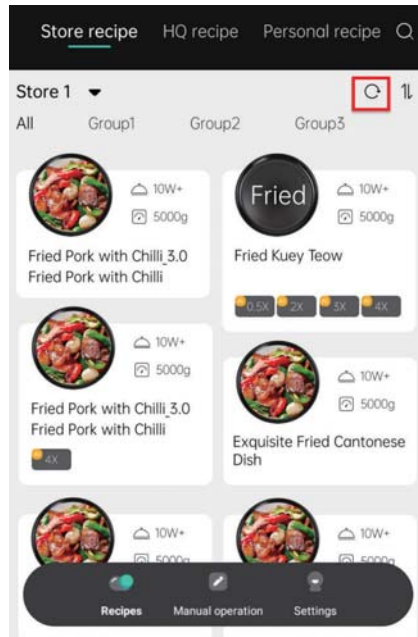 Store recipe HQ recipe Personal recipe
Store 1
All Group1 Group2 Group3
10W+
5000g
Fried Pork with Chilli_3.0
Fried Pork with Chilli
Fried
10W+
5000g
Fried Kuey Teow
0.5X 2X 3X 4X
10W+
5000g
Fried Pork with Chilli_3.0
Fried Pork with Chilli
4X
10W+
5000g
Exquisite Fried Cantonese
Dish
10W+
5000g
10W+
5000g
Recipes Manual operation Settings